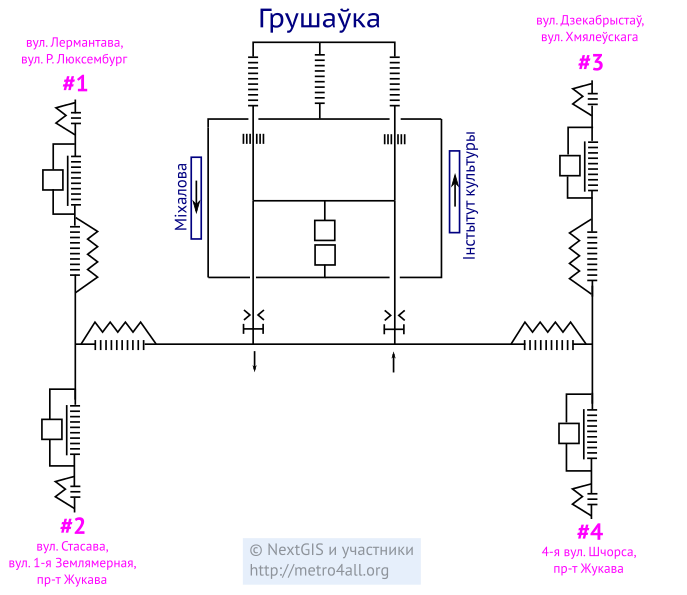 Грушаўка
вул. Лермантава,
вул. Р. Люксембург
#1
вул. Дзекабрыстаў,
вул. Хмялеўскага
#3
Міхалова
Інстытут культуры
#2
вул. Стасава,
вул. 1-я Землямерная,
пр-т Жукава
#4
4-я вул. Шчорса,
пр-т Жукава
© NextGIS и участники
http://metro4all.org